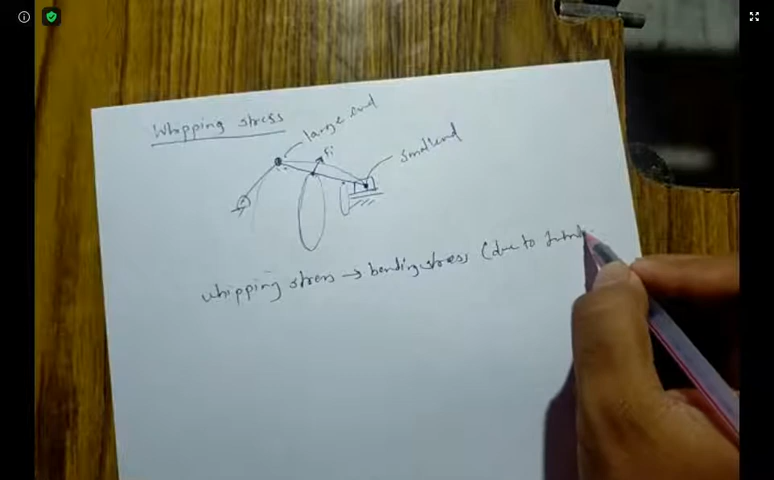 Whipping stress
large end
Fi
small end
whipping stress → bending stress (due to